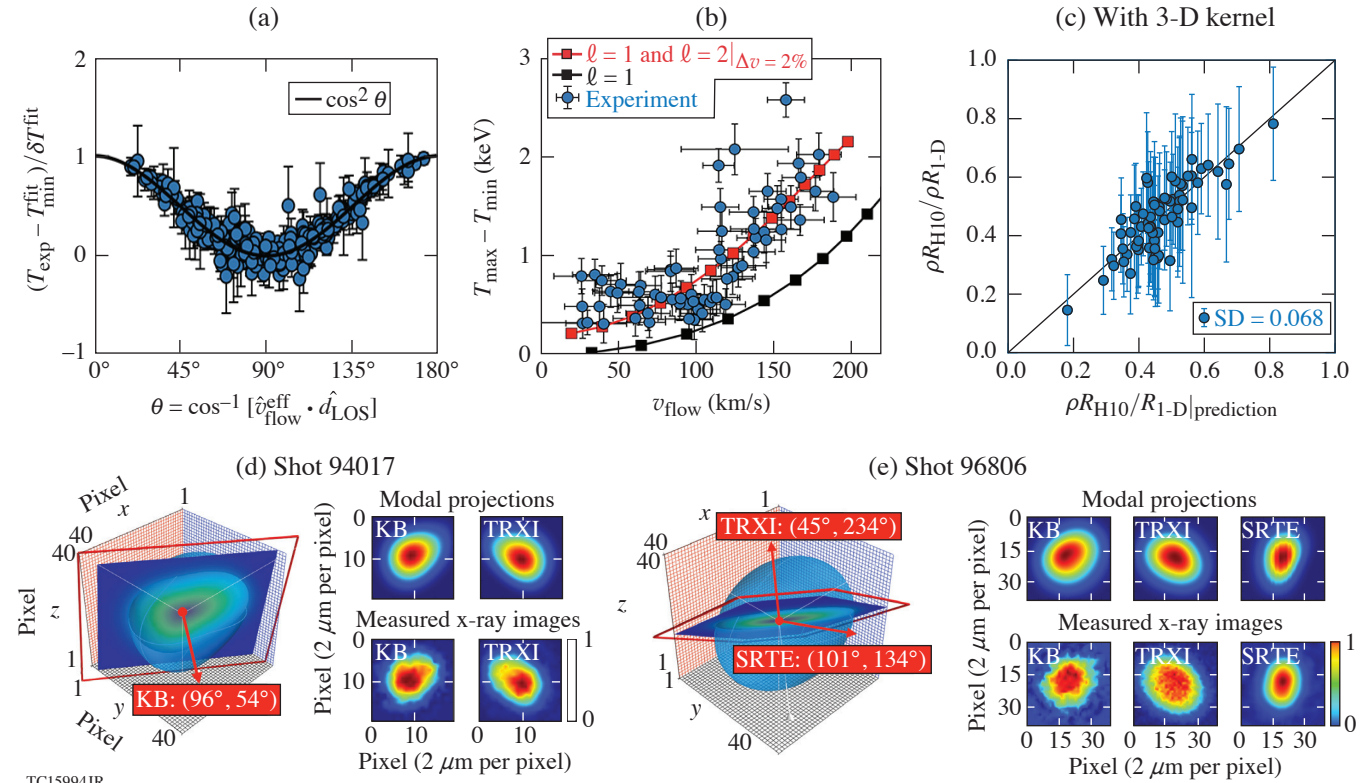 (a)
(b)
(c) With 3-D kernel
(T_exp − T^fit_min)/δT^fit
2
1
0
−1
cos² θ
0° 45° 90° 135° 180°
θ = cos⁻¹ [v̂^eff_flow • d̂_LOS]
T_max − T_min (keV)
3
2
1
0
ℓ = 1 and ℓ = 2|Δv = 2%
ℓ = 1
Experiment
0 50 100 150 200
v_flow (km/s)
ρR_H10/ρR_1-D
1.0
0.8
0.6
0.4
0.2
0.0
SD = 0.068
0.2 0.4 0.6 0.8 1.0
ρR_H10/R_1-D|prediction
(d) Shot 94017
Pixel
x
1
40
40
Pixel
z
1
1
y
Pixel
40
KB: (96°, 54°)
Modal projections
KB TRXI
0
10
Measured x-ray images
KB TRXI
0
10
1
0
Pixel (2 μm per pixel)
0 10 0 10
Pixel (2 μm per pixel)
(e) Shot 96806
x
1
40
40
z
1
1
y
40
TRXI: (45°, 234°)
SRTE: (101°, 134°)
Modal projections
KB TRXI SRTE
0
15
30
Measured x-ray images
KB TRXI SRTE
0
15
30
1
0
Pixel (2 μm per pixel)
0 15 30 0 15 30 0 15 30
Pixel (2 μm per pixel)
TC15994JR